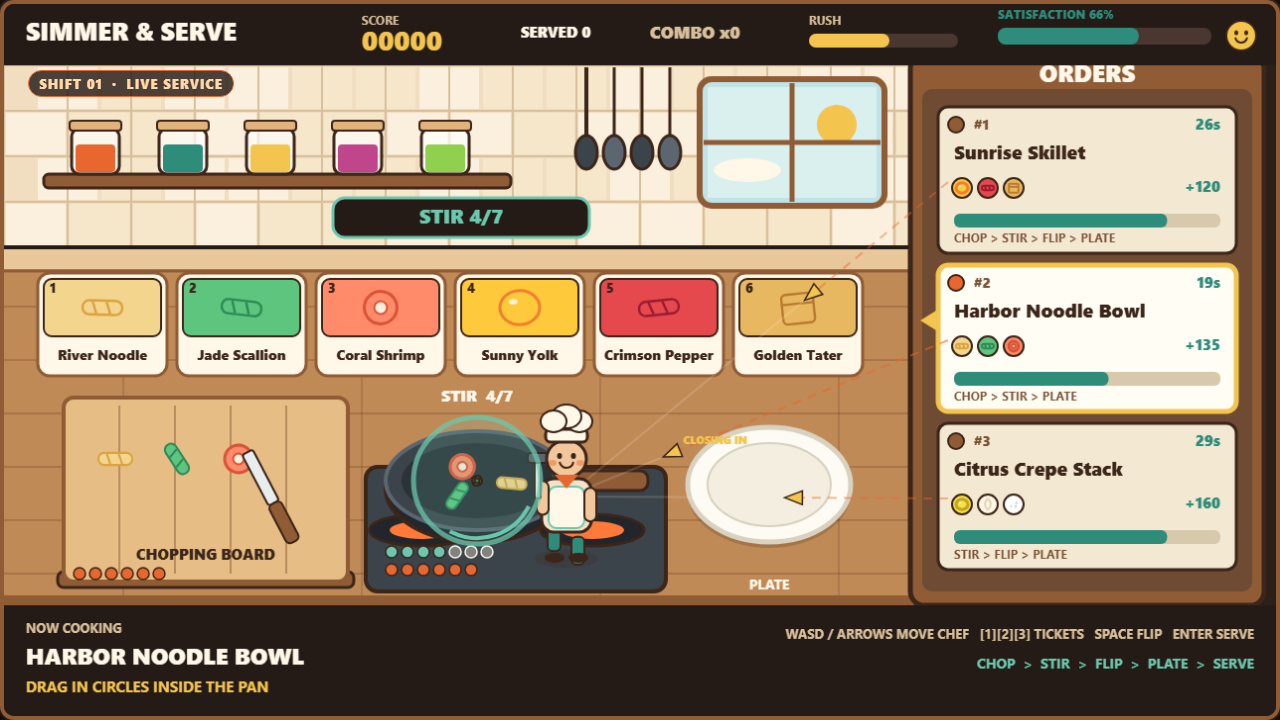 SIMMER & SERVE
SCORE
00000
SERVED 0
COMBO x0
RUSH
SATISFACTION 66%
SHIFT 01 · LIVE SERVICE
STIR 4/7
1
River Noodle
2
Jade Scallion
3
Coral Shrimp
4
Sunny Yolk
5
Crimson Pepper
6
Golden Tater
STIR 4/7
CLOSING IN
CHOPPING BOARD
PLATE
ORDERS
#1
26s
Sunrise Skillet
+120
CHOP > STIR > FLIP > PLATE
#2
19s
Harbor Noodle Bowl
+135
CHOP > STIR > PLATE
#3
29s
Citrus Crepe Stack
+160
STIR > FLIP > PLATE
NOW COOKING
HARBOR NOODLE BOWL
DRAG IN CIRCLES INSIDE THE PAN
WASD / ARROWS MOVE CHEF [1][2][3] TICKETS SPACE FLIP ENTER SERVE
CHOP > STIR > FLIP > PLATE > SERVE